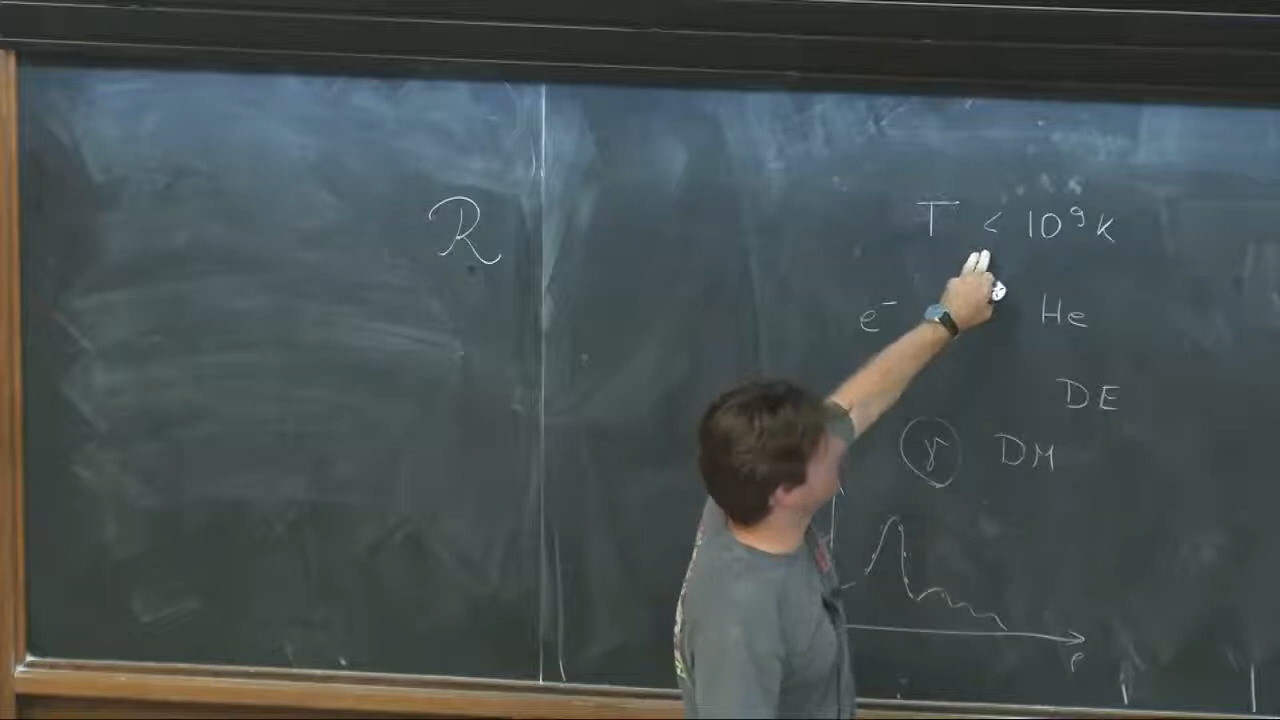 R
T < 10⁹ K
e⁻ He
DE
γ DM